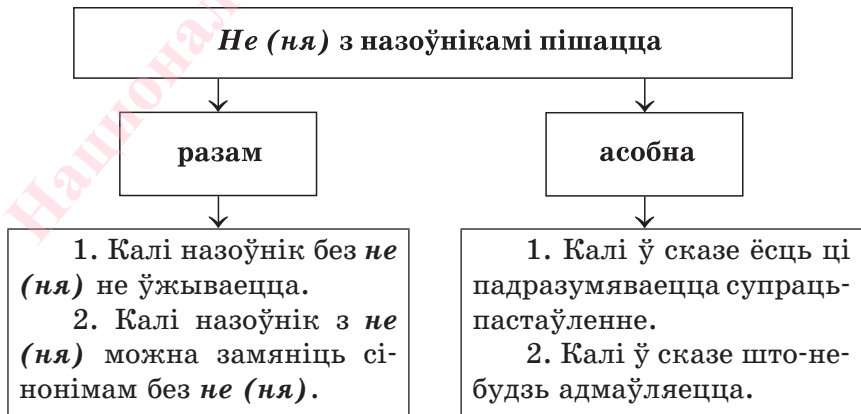 Не (ня) з назоўнікамі пішацца
разам
асобна
1. Калі назоўнік без не
(ня) не ўжываецца.
2. Калі назоўнік з не
(ня) можна замяніць сі-
нонімам без не (ня).
1. Калі ў сказе ёсць ці
падразумяваецца супраць-
пастаўленне.
2. Калі ў сказе што-не-
будзь адмаўляецца.